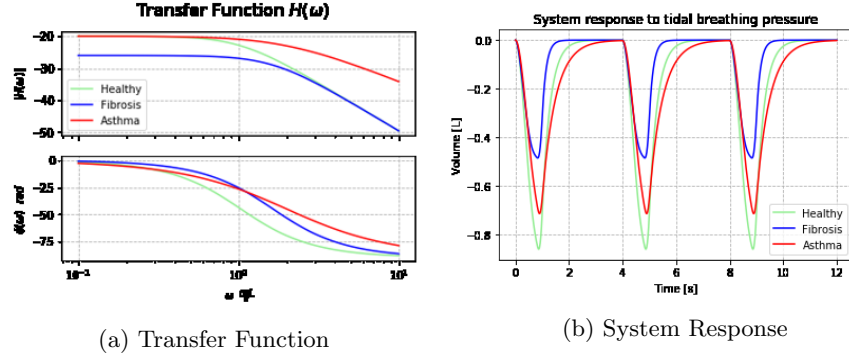 Transfer Function H(ω)
|H(ω)|
−20
−30
−40
−50
Healthy
Fibrosis
Asthma
ϕ(ω) rad
0
−25
−50
−75
10⁻¹
10⁰
10¹
(a) Transfer Function
System response to tidal breathing pressure
Volume [L]
0.0
−0.2
−0.4
−0.6
−0.8
Healthy
Fibrosis
Asthma
0
2
4
6
8
10
12
Time [s]
(b) System Response